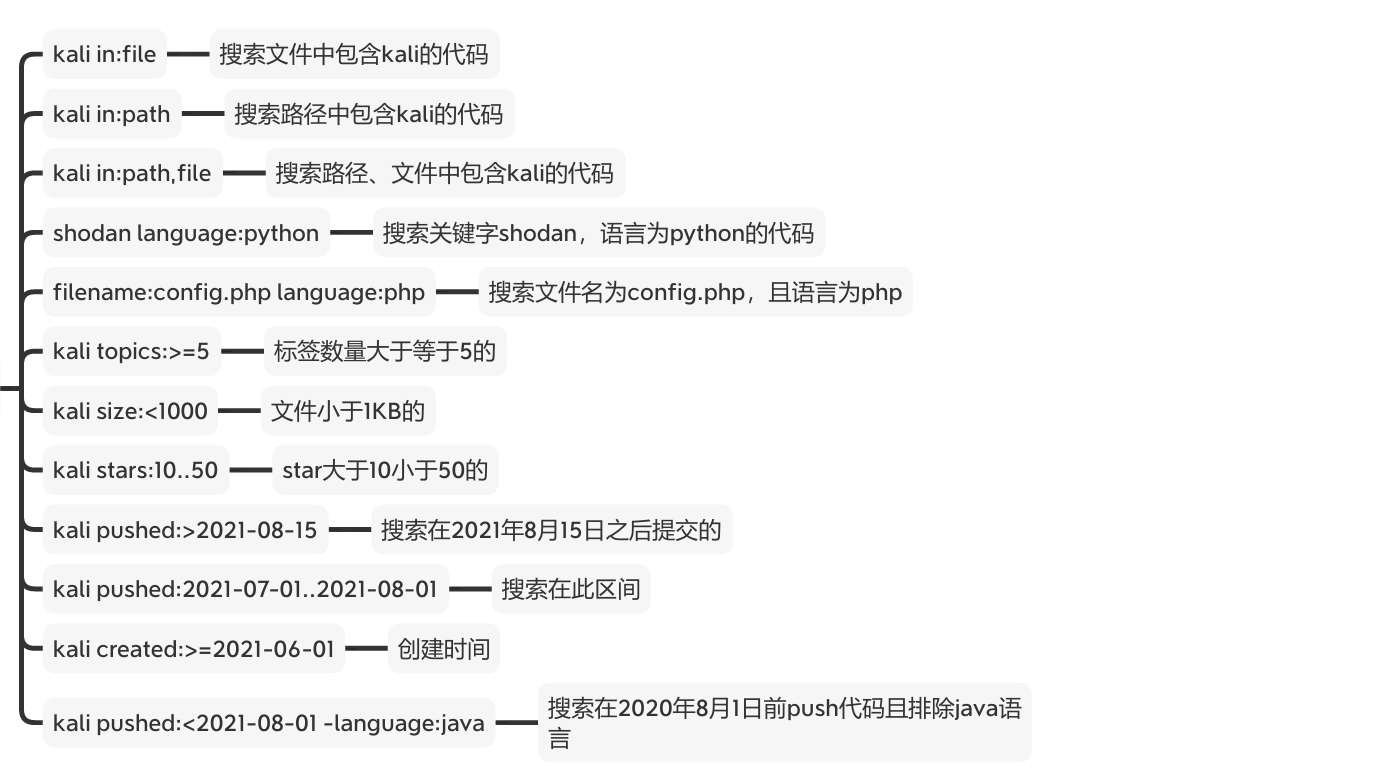 kali in:file 搜索文件中包含kali的代码
kali in:path 搜索路径中包含kali的代码
kali in:path,file 搜索路径、文件中包含kali的代码
shodan language:python 搜索关键字shodan，语言为python的代码
filename:config.php language:php 搜索文件名为config.php，且语言为php
kali topics:>=5 标签数量大于等于5的
kali size:<1000 文件小于1KB的
kali stars:10..50 star大于10小于50的
kali pushed:>2021-08-15 搜索在2021年8月15日之后提交的
kali pushed:2021-07-01..2021-08-01 搜索在此区间
kali created:>=2021-06-01 创建时间
kali pushed:<2021-08-01 -language:java 搜索在2020年8月1日前push代码且排除java语
言